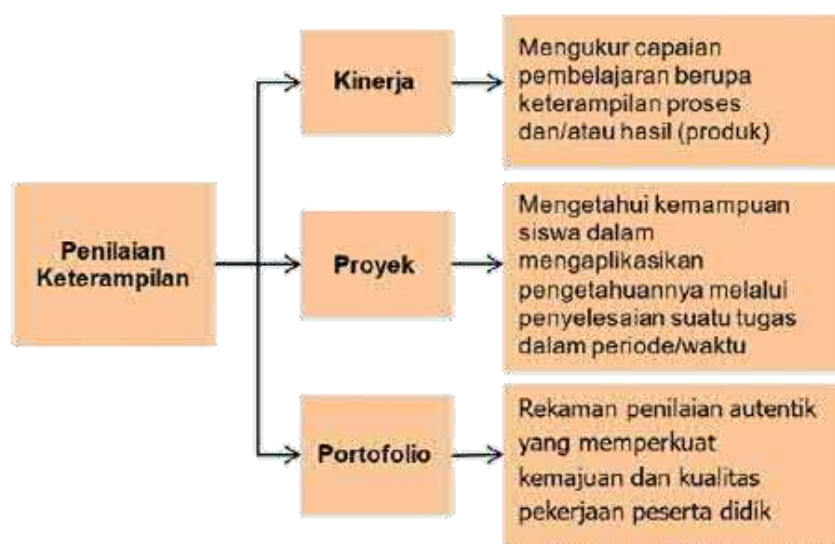 Penilaian
Keterampilan
Kinerja
Mengukur capaian
pembelajaran berupa
keterampilan proses
dan/atau hasil (produk)
Proyek
Mengetahui kemampuan
siswa dalam
mengaplikasikan
pengetahuannya melalui
penyelesaian suatu tugas
dalam periode/waktu
Portofolio
Rekaman penilaian autentik
yang memperkuat
kemajuan dan kualitas
pekerjaan peserta didik